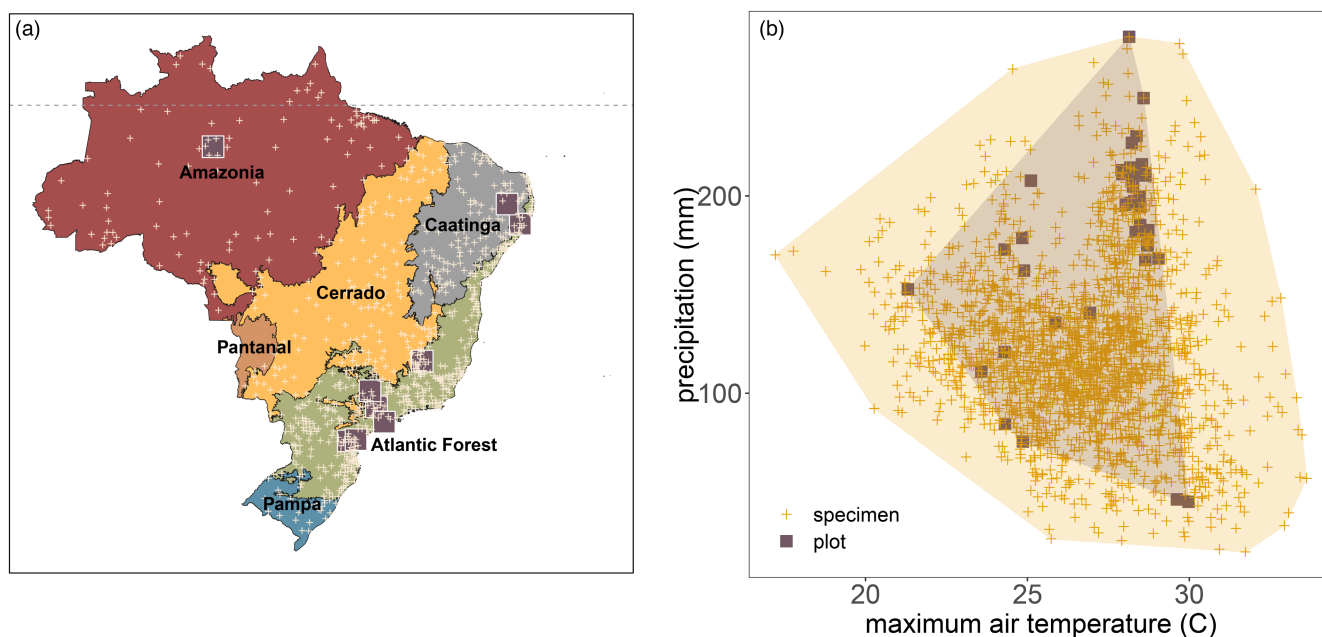 (a)
Amazonia
Caatinga
Cerrado
Pantanal
Atlantic Forest
Pampa
(b)
precipitation (mm)
200
100
specimen
plot
20
25
30
maximum air temperature (C)